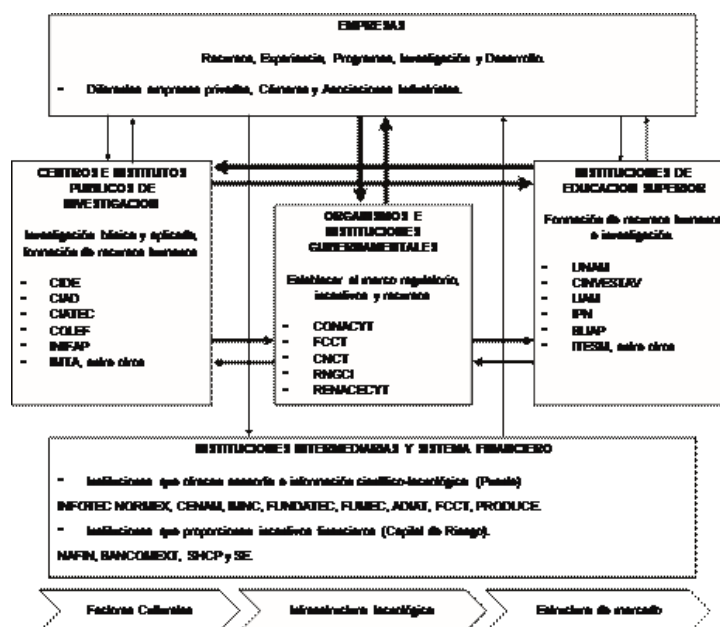 EMPRESAS
Recursos, Experiencia, Programas, Investigación y Desarrollo.
- Diferentes empresas privadas, Cámaras y Asociaciones Industriales.
CENTROS E INSTITUTOS
PUBLICOS DE
INVESTIGACION
Investigación básica y aplicada,
formación de recursos humanos
- CIDE
- CIAD
- CIATEC
- COLEF
- INIFAP
- IMTA, entre otros
ORGANISMOS E
INSTITUCIONES
GUBERNAMENTALES
Establecer el marco regulatorio,
incentivos y recursos
- CONACYT
- FCCT
- CNCT
- RNGCI
- RENACECYT
INSTITUCIONES DE
EDUCACION SUPERIOR
Formación de recursos humanos
e investigación.
- UNAM
- CINVESTAV
- UAM
- IPN
- BUAP
- ITESM, entre otros
INSTITUCIONES INTERMEDIARIAS Y SISTEMA FINANCIERO
- Instituciones que ofrecen asesoría e información científico-tecnológica (Puente)
INFOTEC NORMEX, CENAM, IMNC, FUNDATEC, FUMEC, ADIAT, FCCT, PRODUCE.
- Instituciones que proporcionan incentivos financieros (Capital de Riesgo).
NAFIN, BANCOMEXT, SHCP y SE.
Factores Culturales
Infraestructura tecnológica
Estructura de mercado